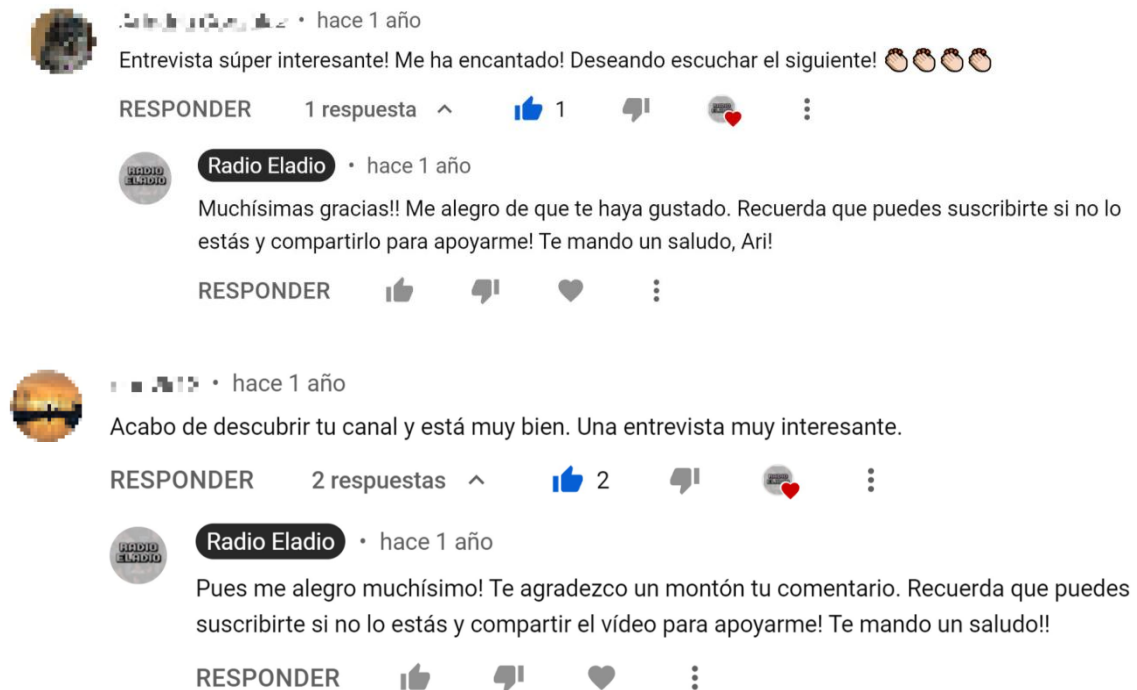 • hace 1 año
Entrevista súper interesante! Me ha encantado! Deseando escuchar el siguiente! 👏🏻👏🏻👏🏻👏🏻
RESPONDER 1 respuesta 1
RADIO ELADIO
Radio Eladio • hace 1 año
Muchísimas gracias!! Me alegro de que te haya gustado. Recuerda que puedes suscribirte si no lo
estás y compartirlo para apoyarme! Te mando un saludo, Ari!
RESPONDER
• hace 1 año
Acabo de descubrir tu canal y está muy bien. Una entrevista muy interesante.
RESPONDER 2 respuestas 2
RADIO ELADIO
Radio Eladio • hace 1 año
Pues me alegro muchísimo! Te agradezco un montón tu comentario. Recuerda que puedes
suscribirte si no lo estás y compartir el vídeo para apoyarme! Te mando un saludo!!
RESPONDER